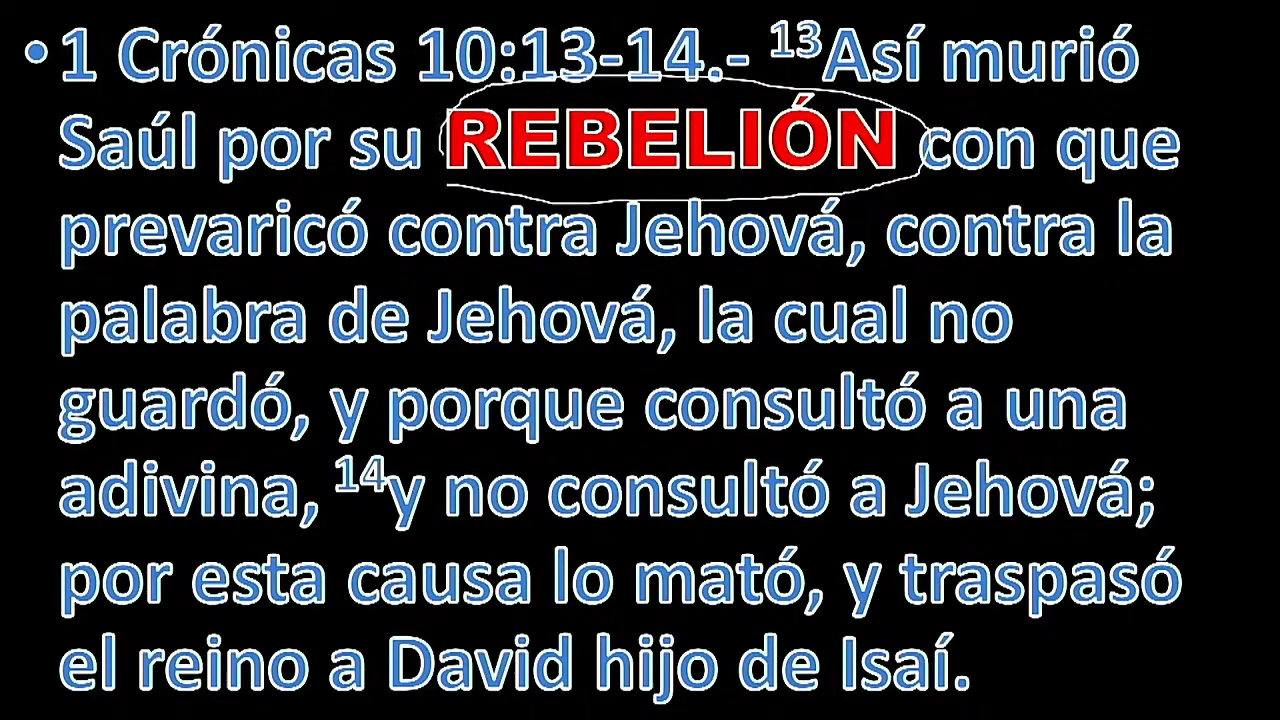 • 1 Crónicas 10:13-14.- ¹³Así murió
Saúl por su REBELIÓN con que
prevaricó contra Jehová, contra la
palabra de Jehová, la cual no
guardó, y porque consultó a una
adivina, ¹⁴y no consultó a Jehová;
por esta causa lo mató, y traspasó
el reino a David hijo de Isaí.